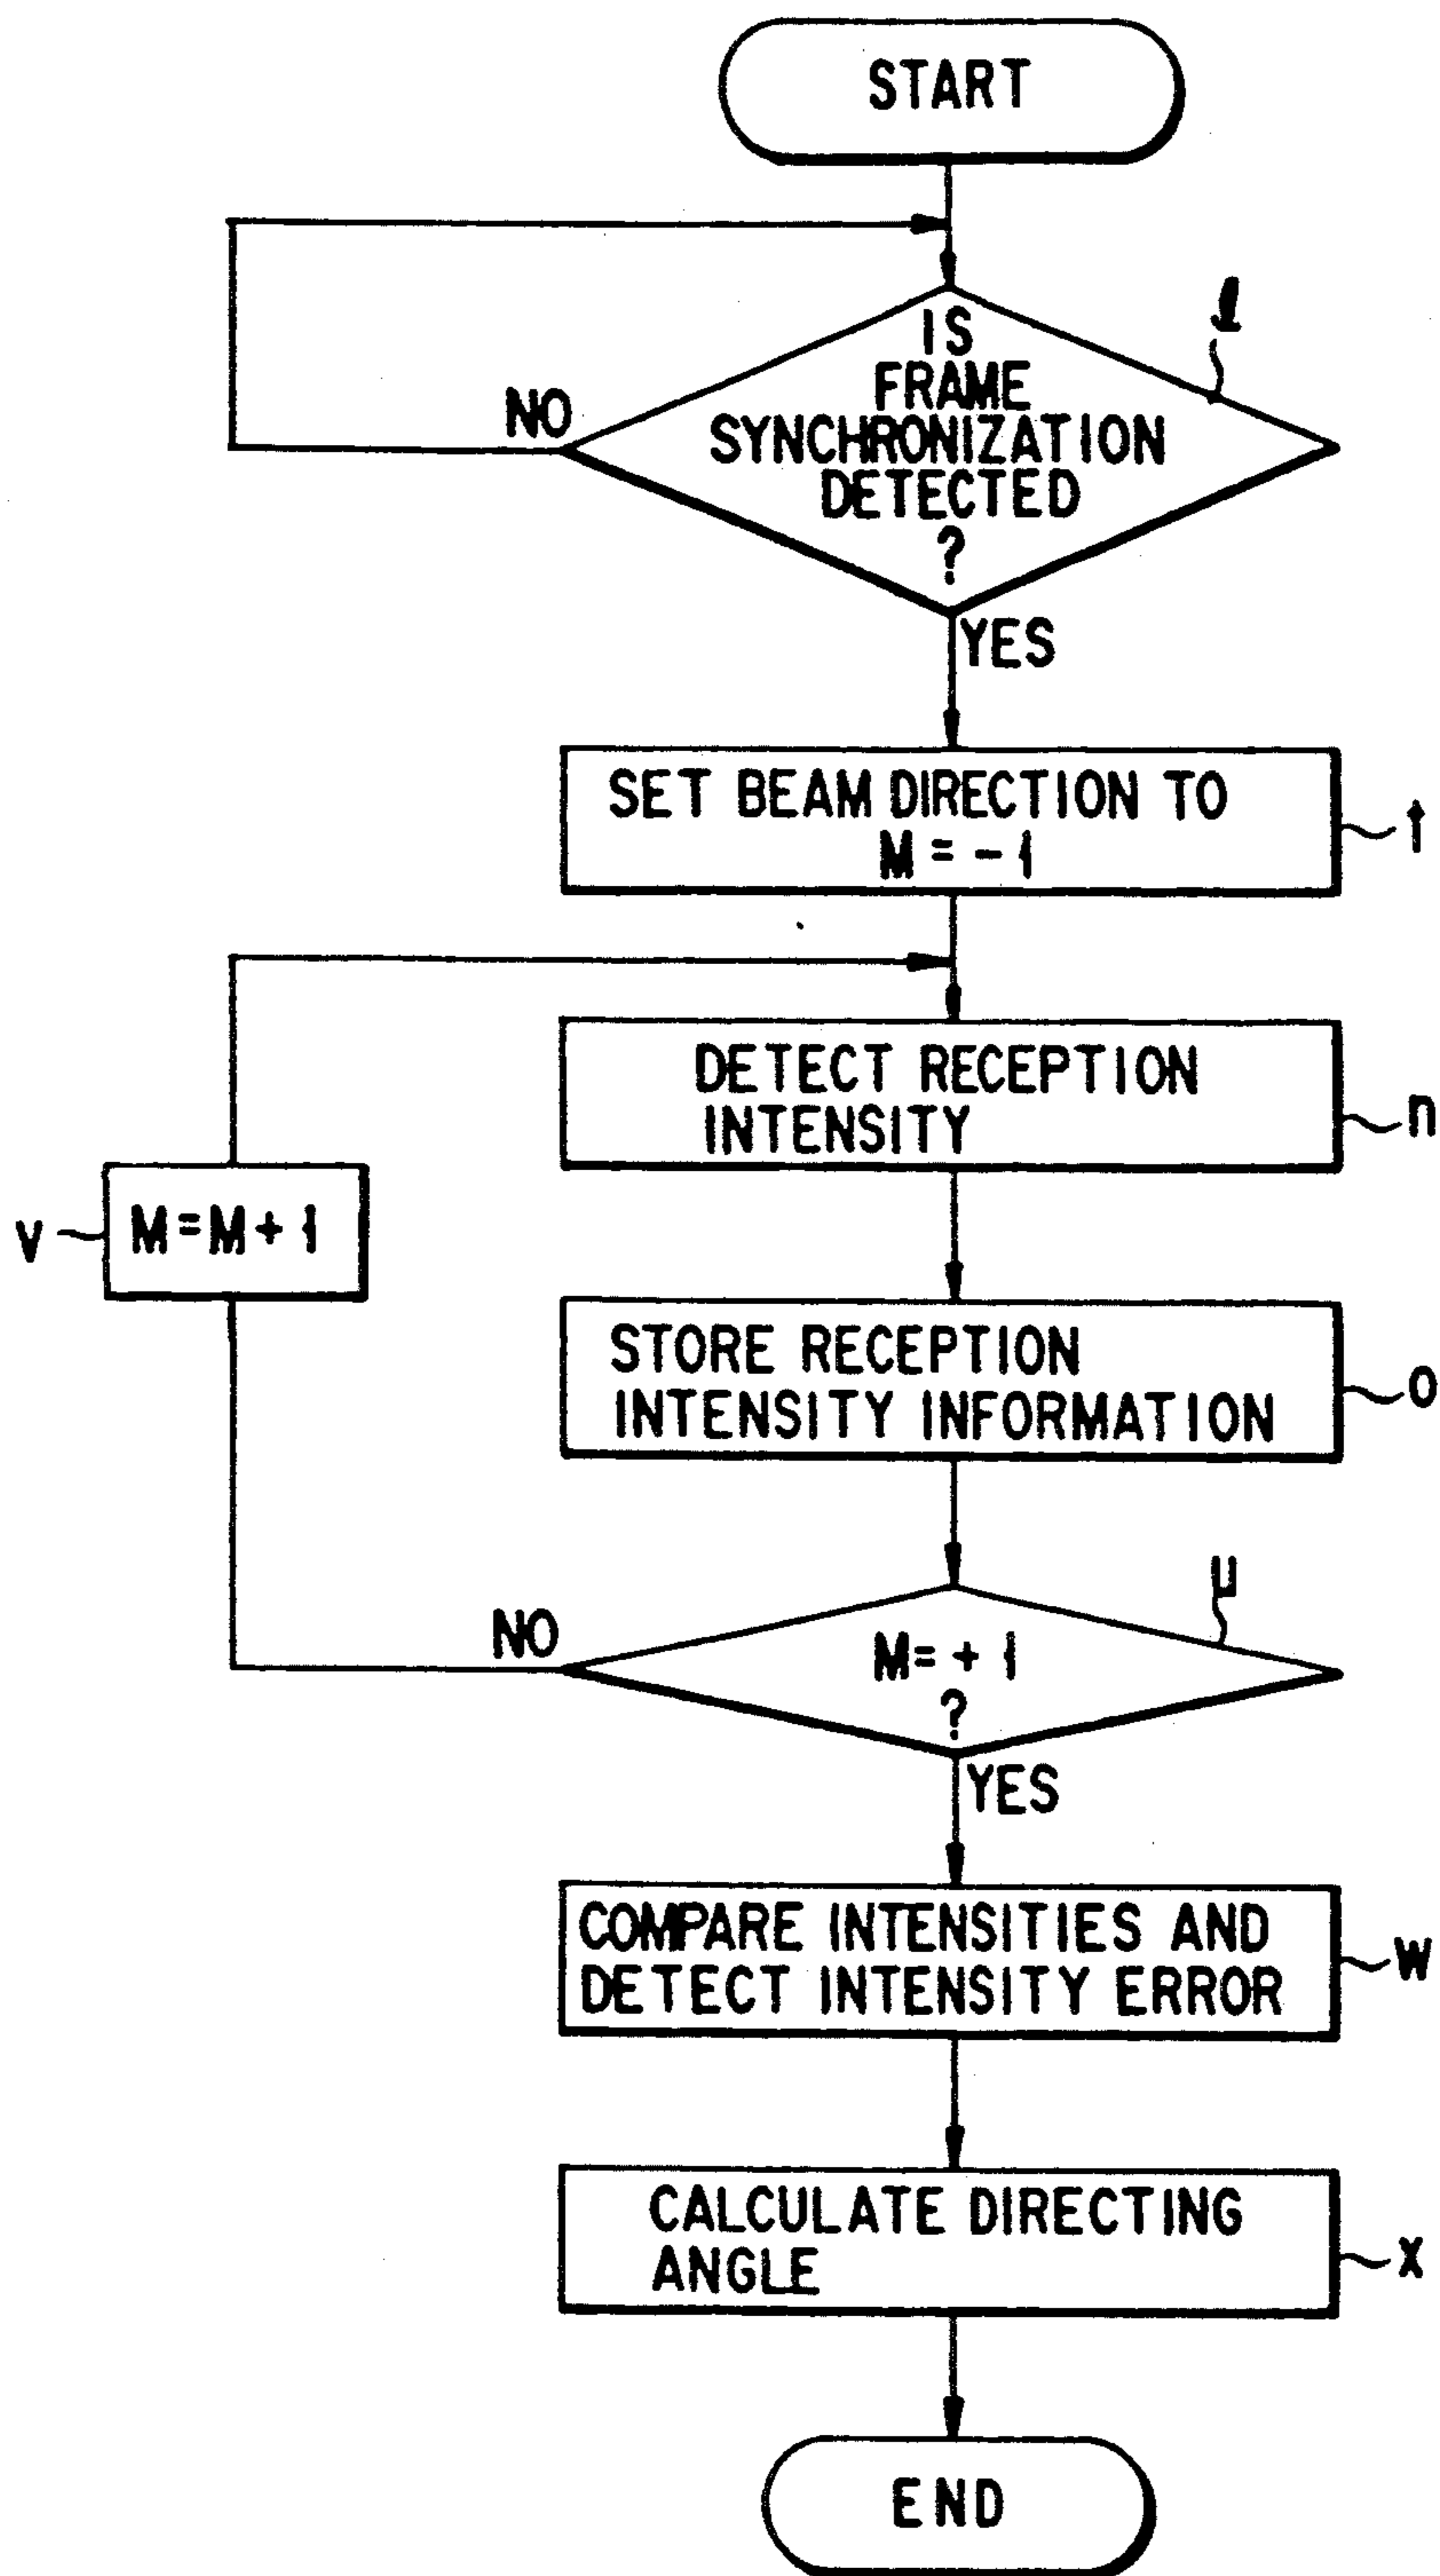 START
IS
FRAME
SYNCHRONIZATION
DETECTED
?
l
NO
YES
SET BEAM DIRECTION TO
M = - 1
t
DETECT RECEPTION
INTENSITY
n
M = M + 1
v
STORE RECEPTION
INTENSITY INFORMATION
o
M = + 1
?
u
NO
YES
COMPARE INTENSITIES AND
DETECT INTENSITY ERROR
w
CALCULATE DIRECTING
ANGLE
x
END